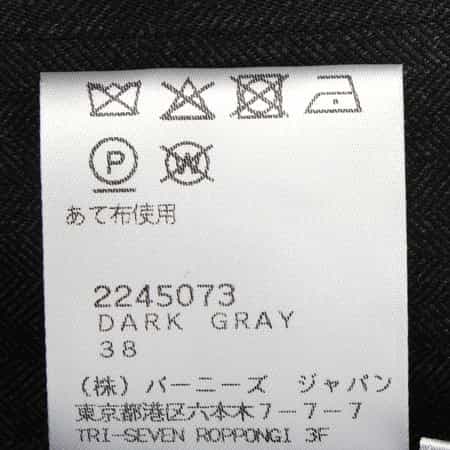 P W
あて布使用
2245073
DARK GRAY
38
(株) バーニーズ ジャパン
東京都港区六本木7-7-7
TRI-SEVEN ROPPONGI 3F